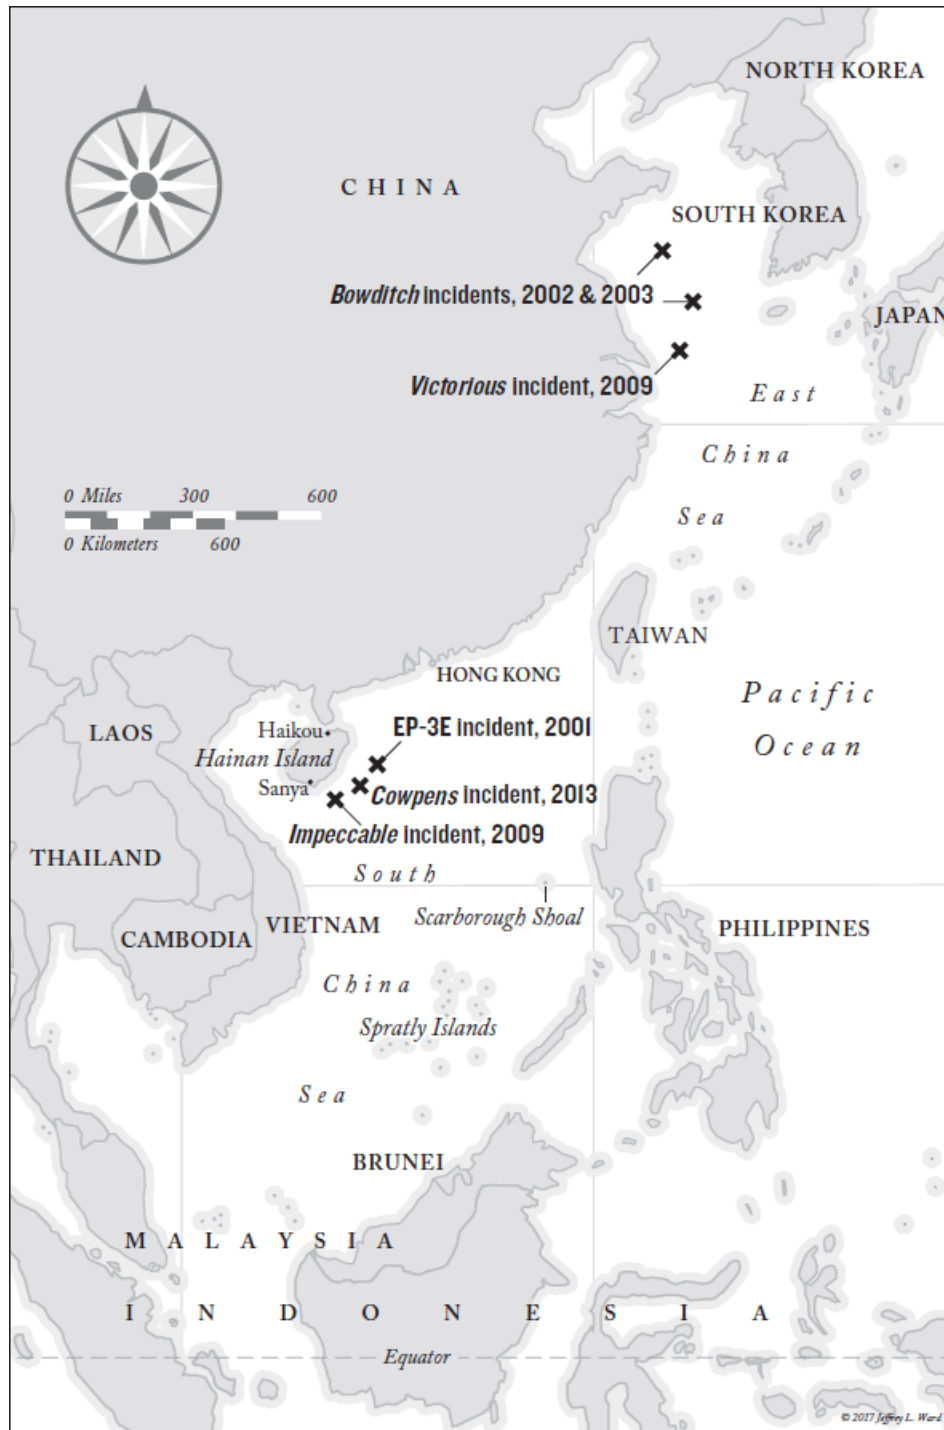 NORTH KOREA
CHINA
SOUTH KOREA
Bowditch incidents, 2002 & 2003
JAPAN
Victorious incident, 2009
East
China
Sea
0 Miles 300 600
0 Kilometers 600
TAIWAN
HONG KONG
Pacific
Ocean
LAOS
Haikou
EP-3E incident, 2001
Hainan Island
Sanya
Cowpens incident, 2013
Impeccable incident, 2009
THAILAND
South
Scarborough Shoal
VIETNAM
PHILIPPINES
CAMBODIA
China
Spratly Islands
Sea
BRUNEI
MALAYSIA
INDONESIA
Equator
© 2017 Jeffrey L. Ward